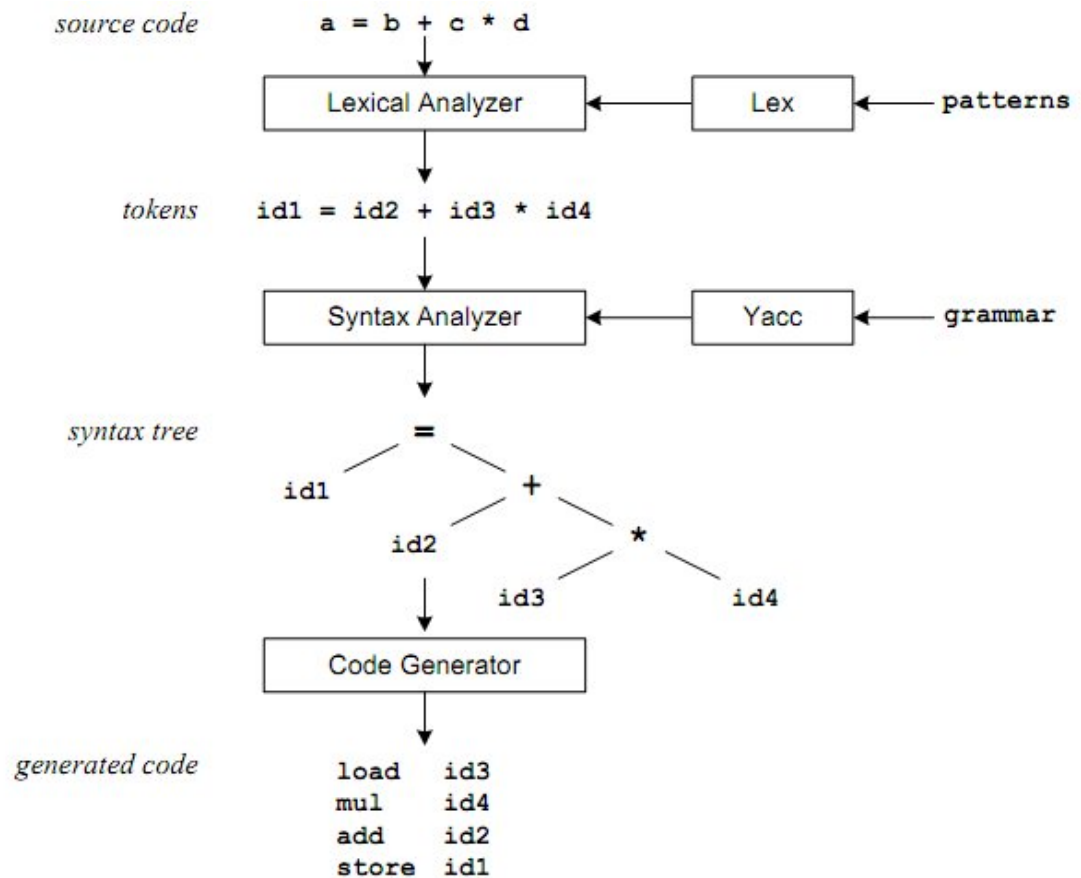 source code a = b + c * d
Lexical Analyzer Lex patterns
tokens id1 = id2 + id3 * id4
Syntax Analyzer Yacc grammar
syntax tree =
id1 +
id2 *
id3 id4
Code Generator
generated code load id3
mul id4
add id2
store id1